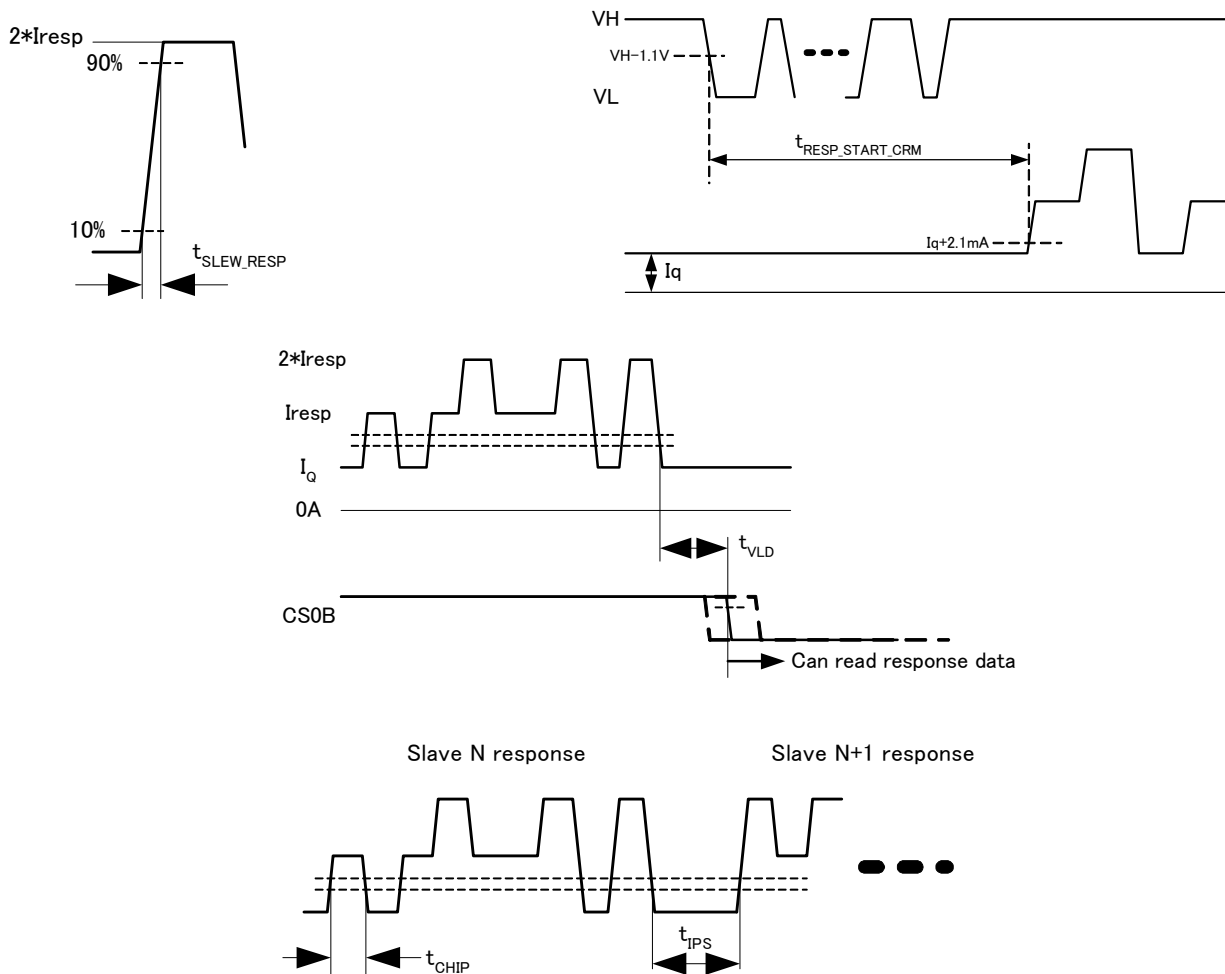 2*Iresp
90%
10%
tSLEW_RESP
VH
VH-1.1V
VL
tRESP_START_CRM
Iq+2.1mA
Iq
2*Iresp
Iresp
IQ
0A
tVLD
CS0B
Can read response data
Slave N response
Slave N+1 response
tCHIP
tIPS